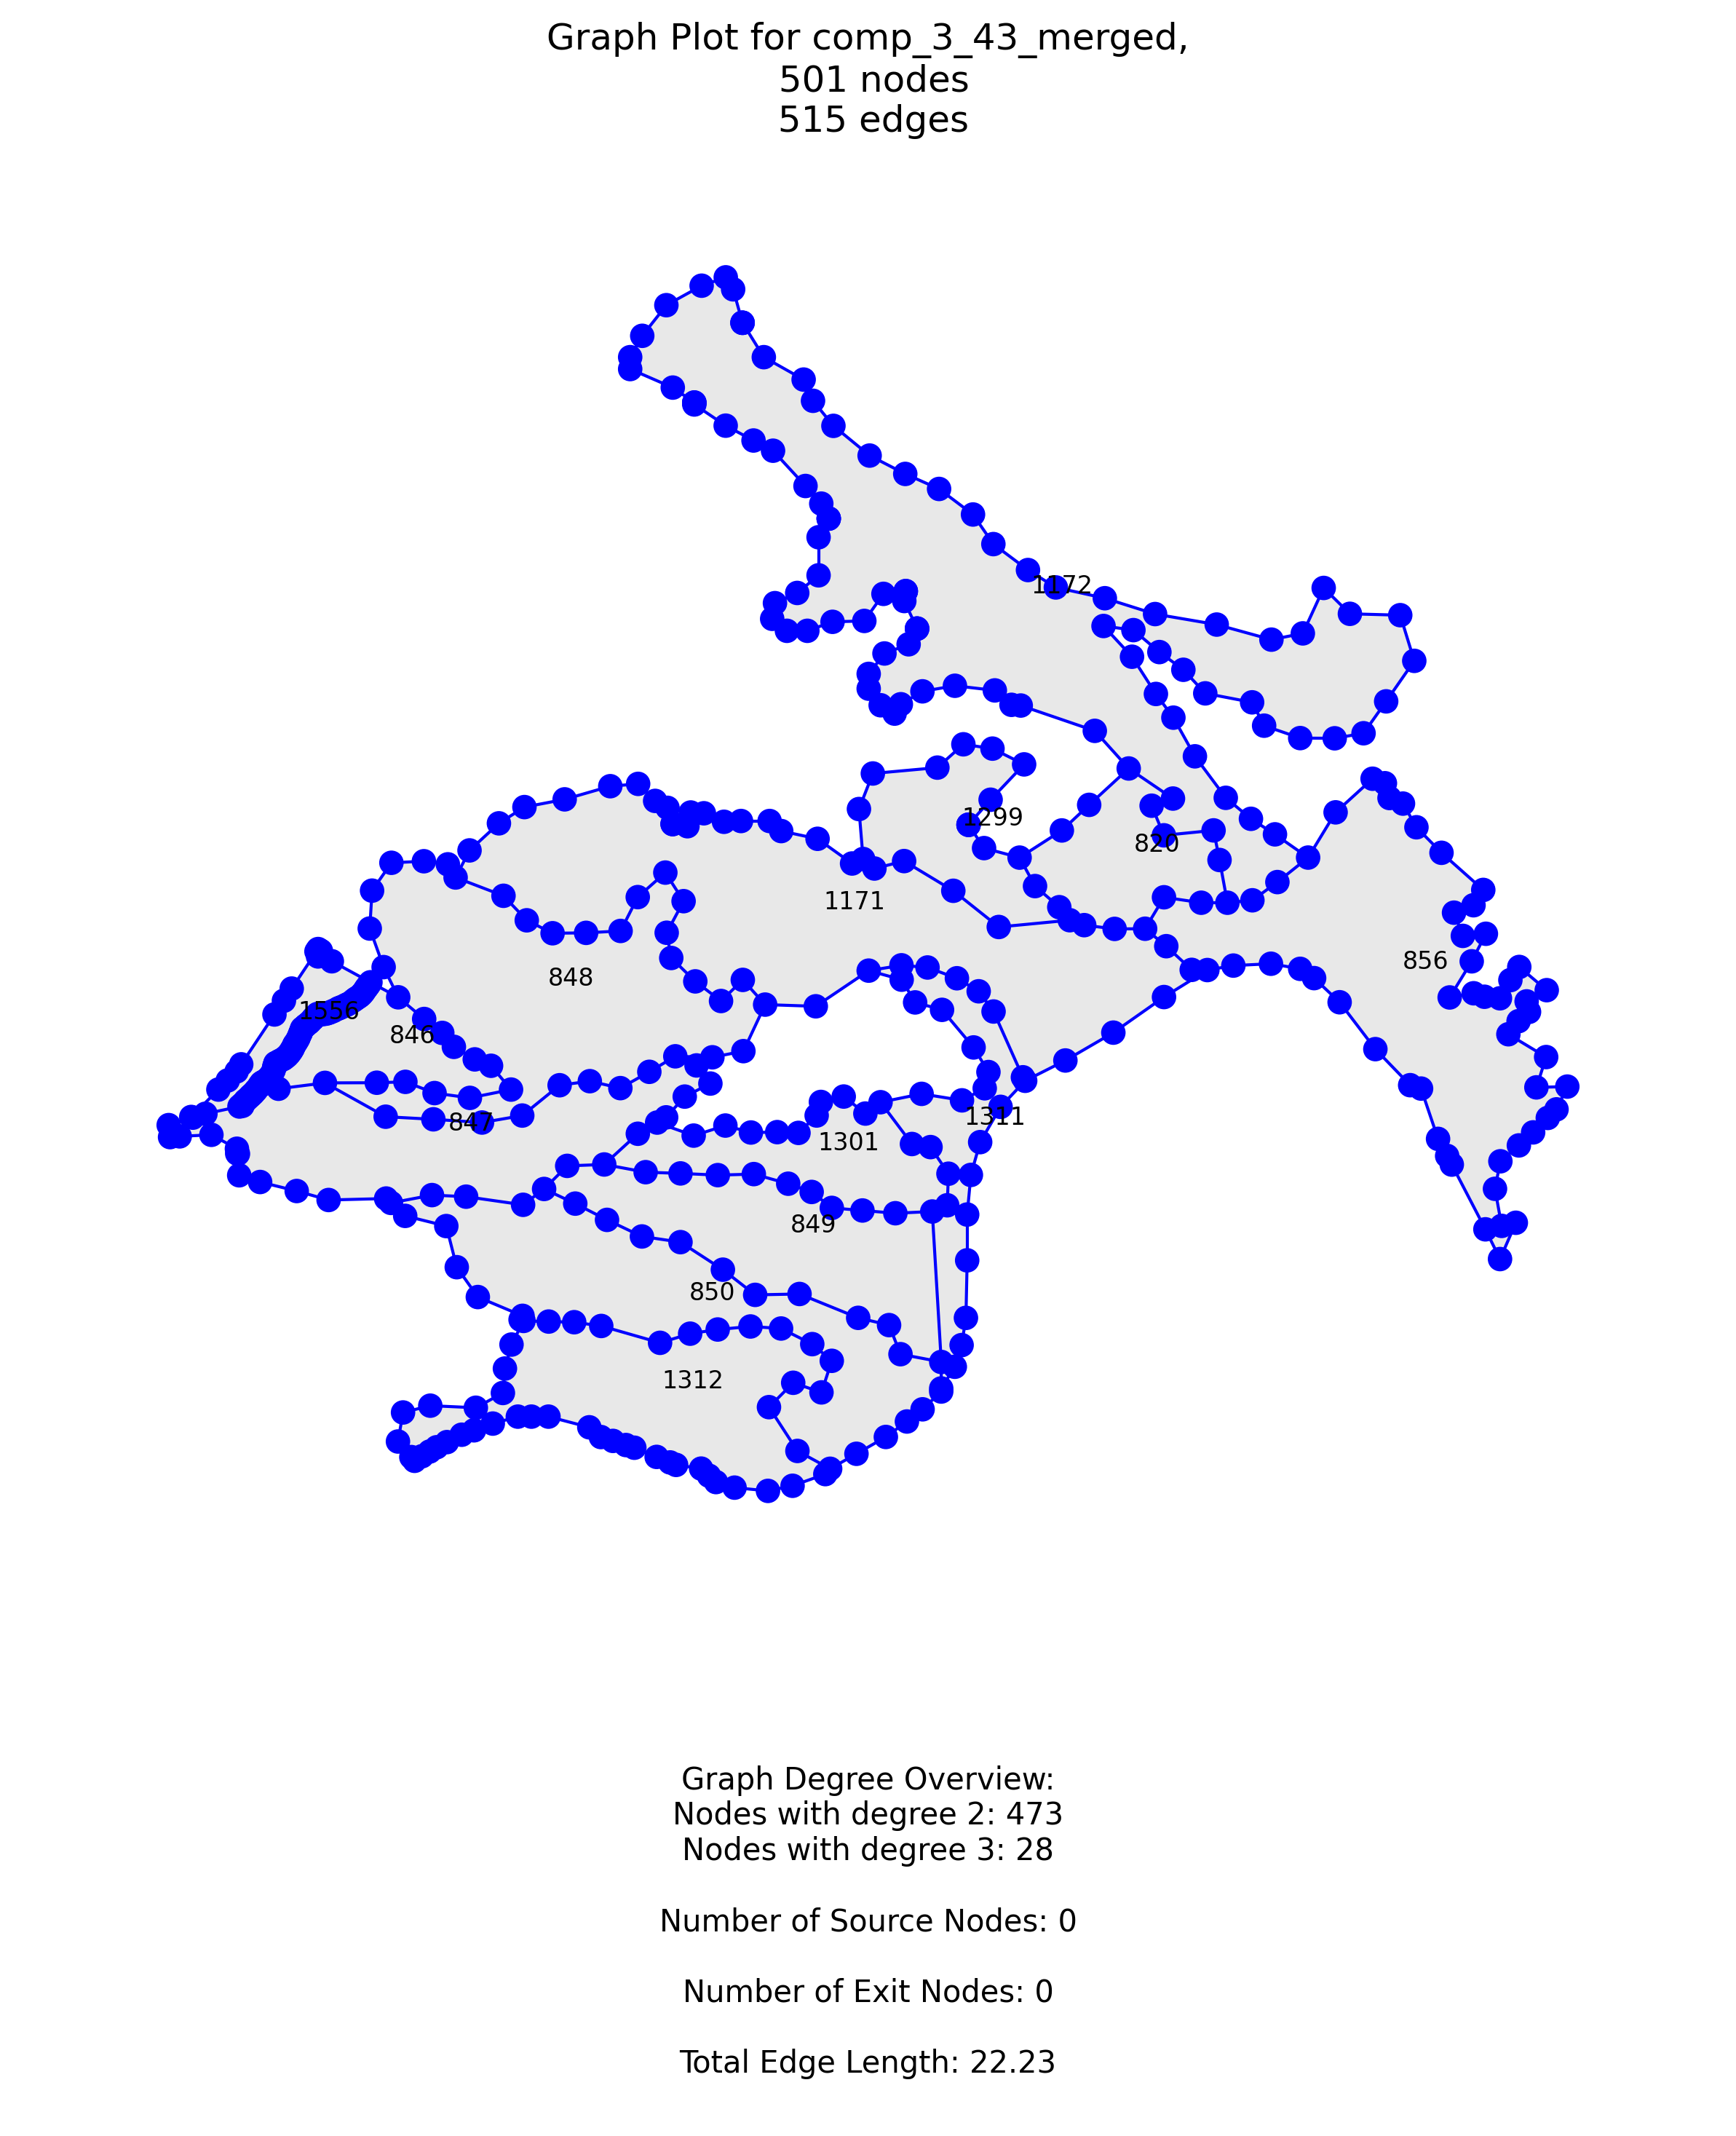 Graph Plot for comp_3_43_merged,
501 nodes
515 edges
1172
1299
820
1171
856
848
1556
846
847
1311
1301
849
850
1312
Graph Degree Overview:
Nodes with degree 2: 473
Nodes with degree 3: 28
Number of Source Nodes: 0
Number of Exit Nodes: 0
Total Edge Length: 22.23